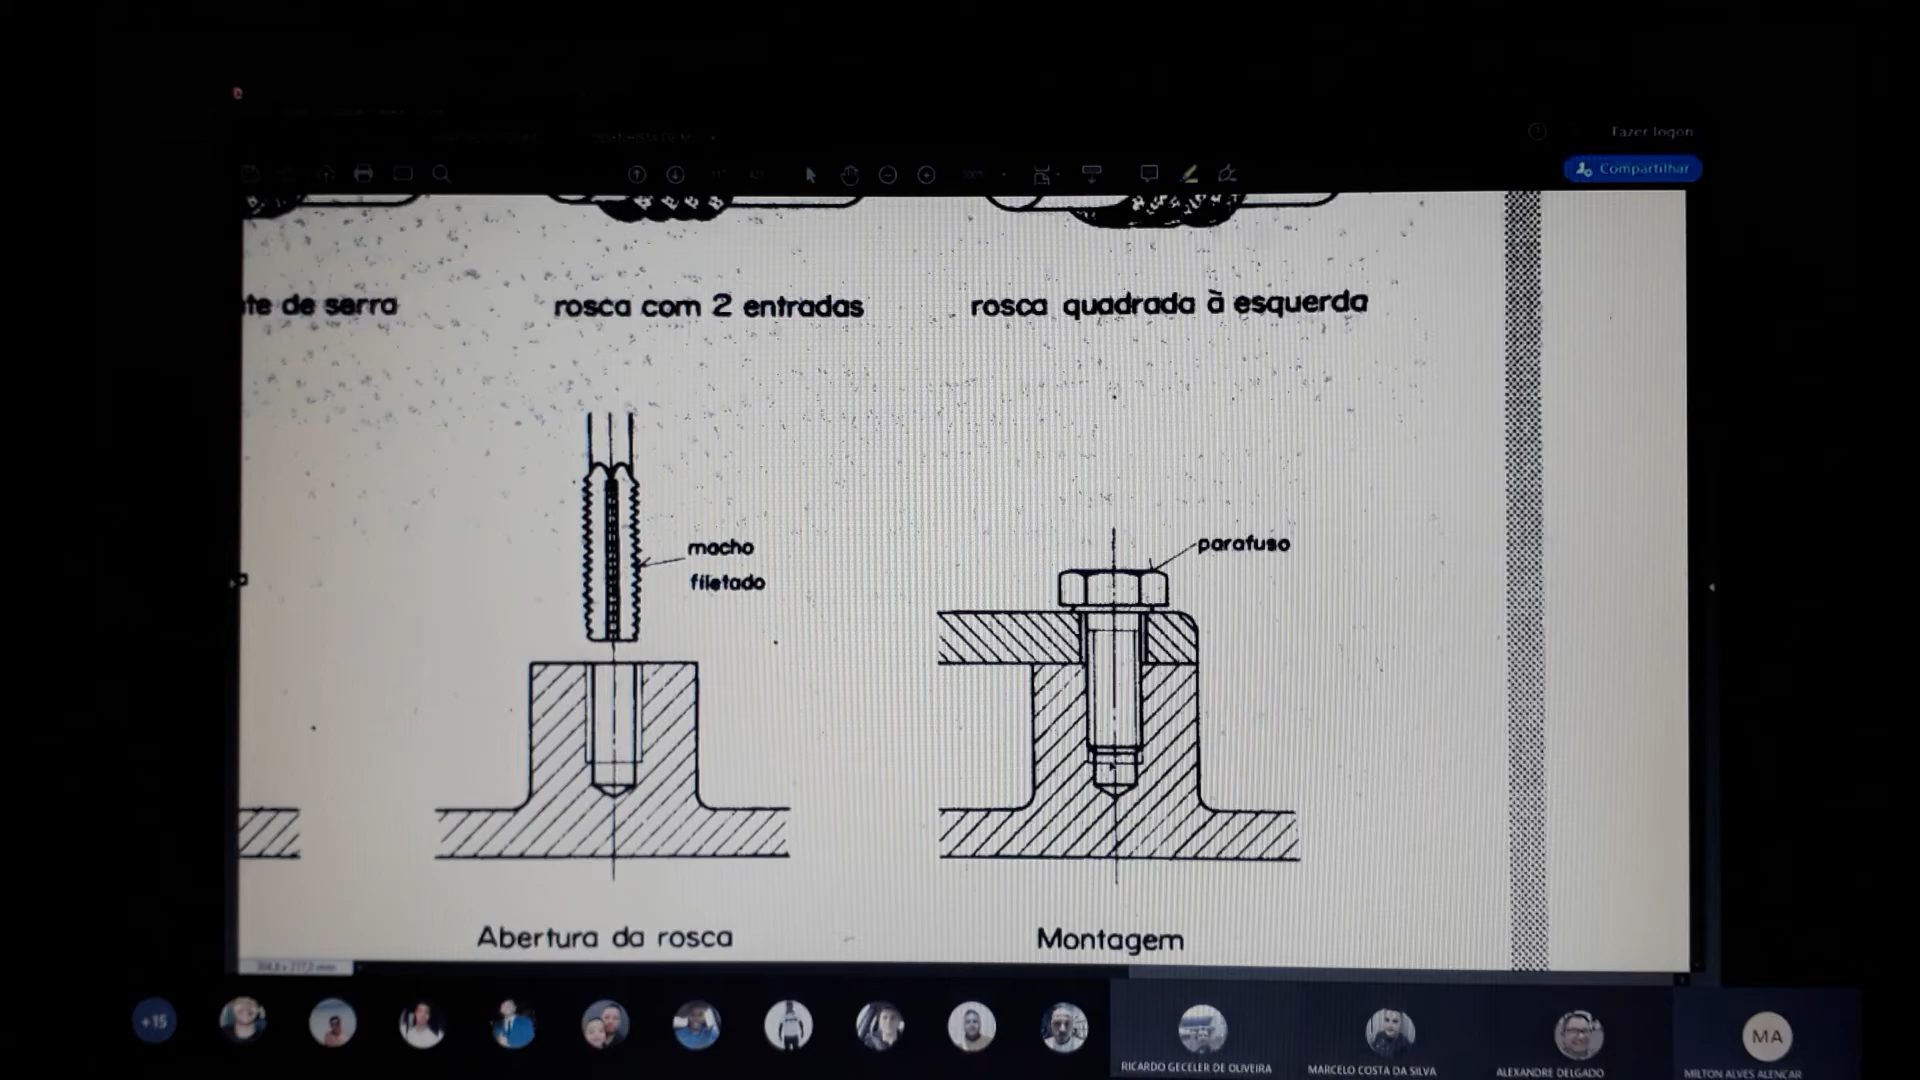 Fazer logon
Compartilhar
te de serra
rosca com 2 entradas
rosca quadrada à esquerda
macho
filetado
parafuso
Abertura da rosca
Montagem
+15
MA
RICARDO GECELER DE OLIVEIRA
MARCELO COSTA DA SILVA
ALEXANDRE DELGADO
MILTON ALVES ALENCAR